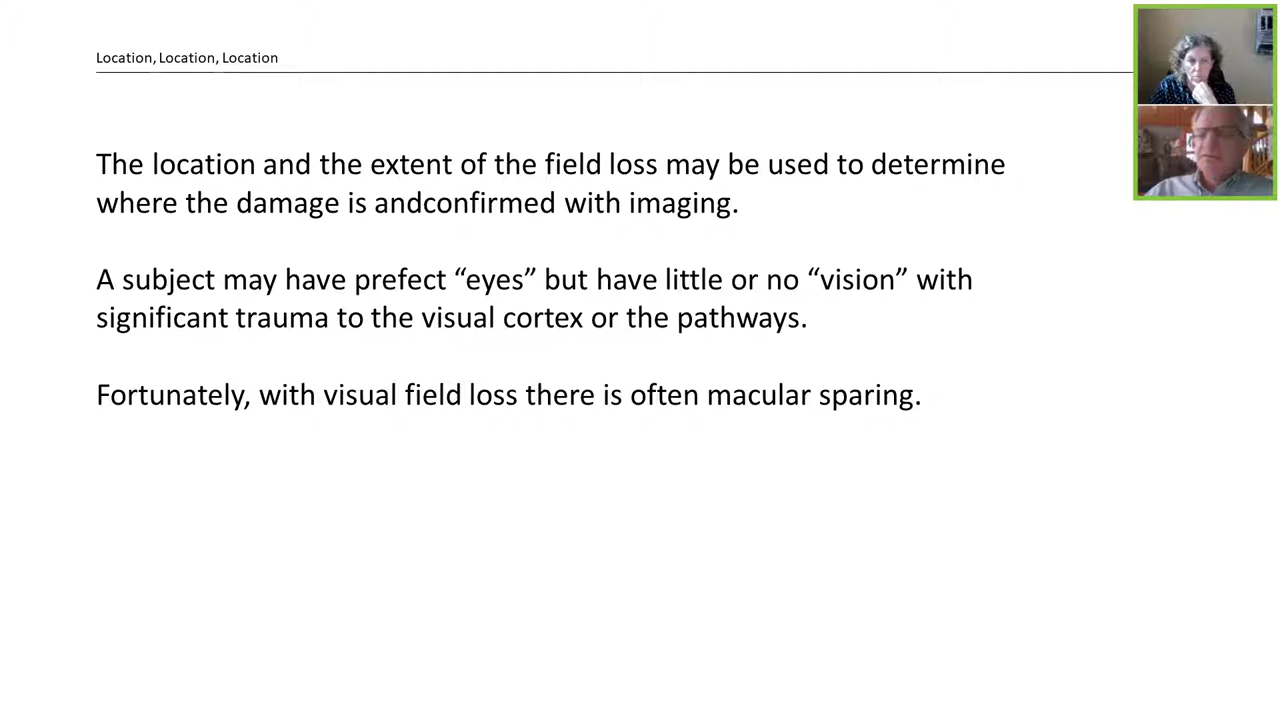 Location, Location, Location
The location and the extent of the field loss may be used to determine
where the damage is andconfirmed with imaging.
A subject may have prefect “eyes” but have little or no “vision” with
significant trauma to the visual cortex or the pathways.
Fortunately, with visual field loss there is often macular sparing.